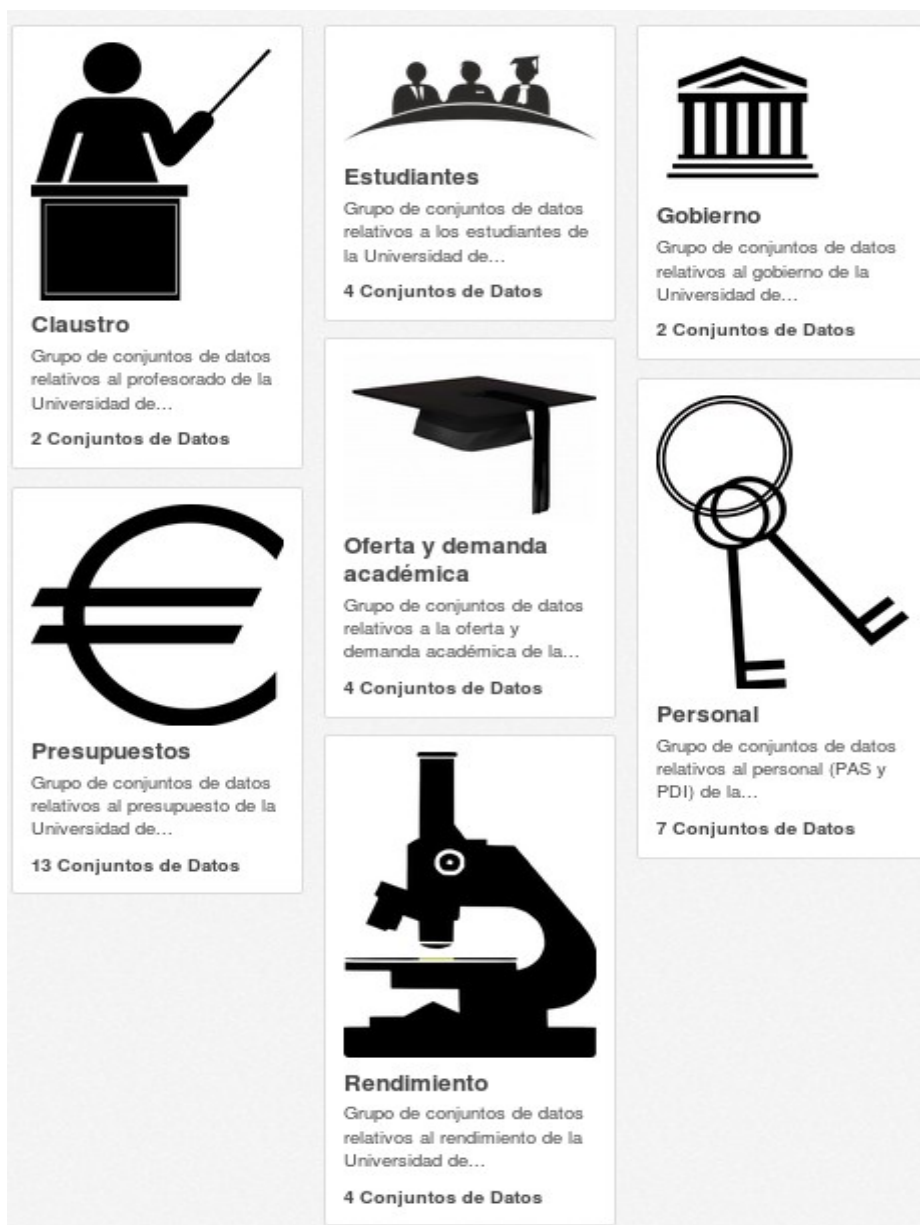 Claustro
Grupo de conjuntos de datos
relativos al profesorado de la
Universidad de...
2 Conjuntos de Datos
Estudiantes
Grupo de conjuntos de datos
relativos a los estudiantes de
la Universidad de...
4 Conjuntos de Datos
Gobierno
Grupo de conjuntos de datos
relativos al gobierno de la
Universidad de...
2 Conjuntos de Datos
Presupuestos
Grupo de conjuntos de datos
relativos al presupuesto de la
Universidad de...
13 Conjuntos de Datos
Oferta y demanda
académica
Grupo de conjuntos de datos
relativos a la oferta y
demanda académica de la...
4 Conjuntos de Datos
Personal
Grupo de conjuntos de datos
relativos al personal (PAS y
PDI) de la...
7 Conjuntos de Datos
Rendimiento
Grupo de conjuntos de datos
relativos al rendimiento de la
Universidad de...
4 Conjuntos de Datos